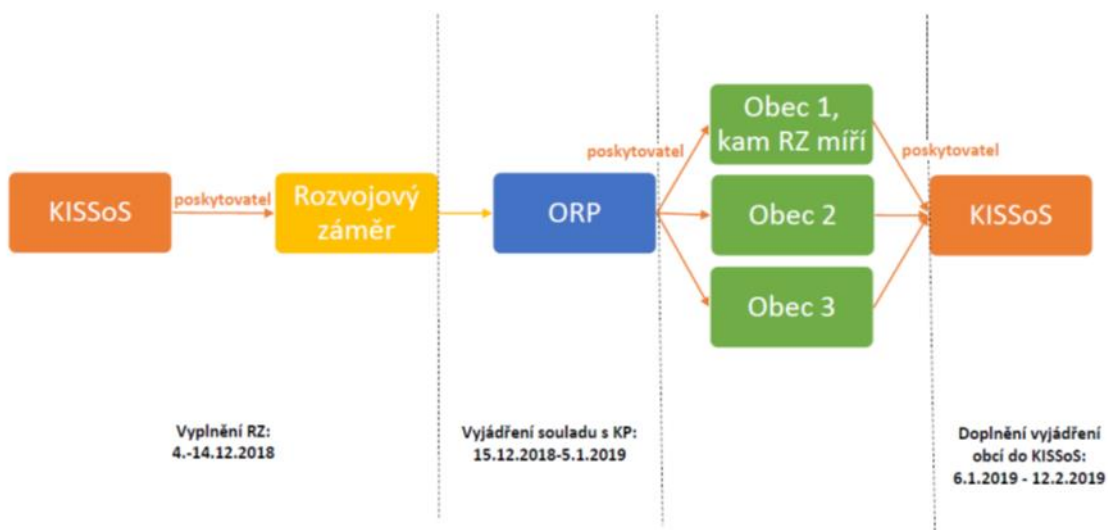 KISSoS
poskytovatel
Rozvojový
záměr
ORP
poskytovatel
Obec 1,
kam RZ míří
Obec 2
Obec 3
poskytovatel
KISSoS
Vyplnění RZ:
4.-14.12.2018
Vyjádření souladu s KP:
15.12.2018-5.1.2019
Doplnění vyjádření
obcí do KISSoS:
6.1.2019 - 12.2.2019